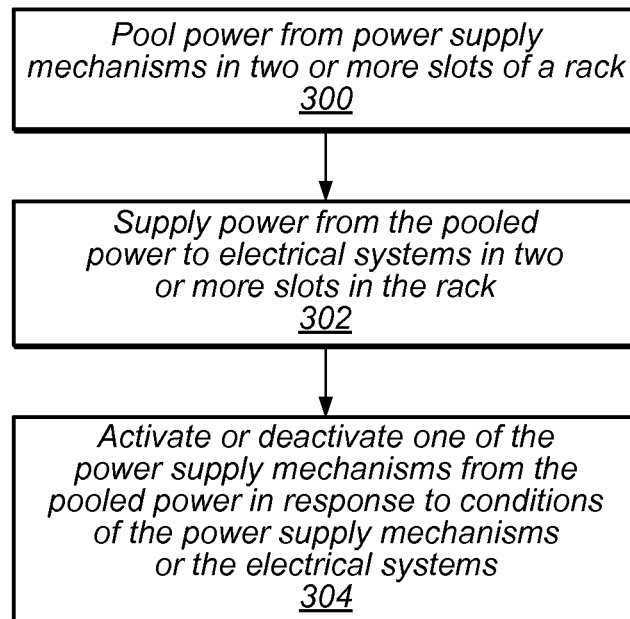 Pool power from power supply
mechanisms in two or more slots of a rack
300
Supply power from the pooled
power to electrical systems in two
or more slots in the rack
302
Activate or deactivate one of the
power supply mechanisms from the
pooled power in response to conditions
of the power supply mechanisms
or the electrical systems
304